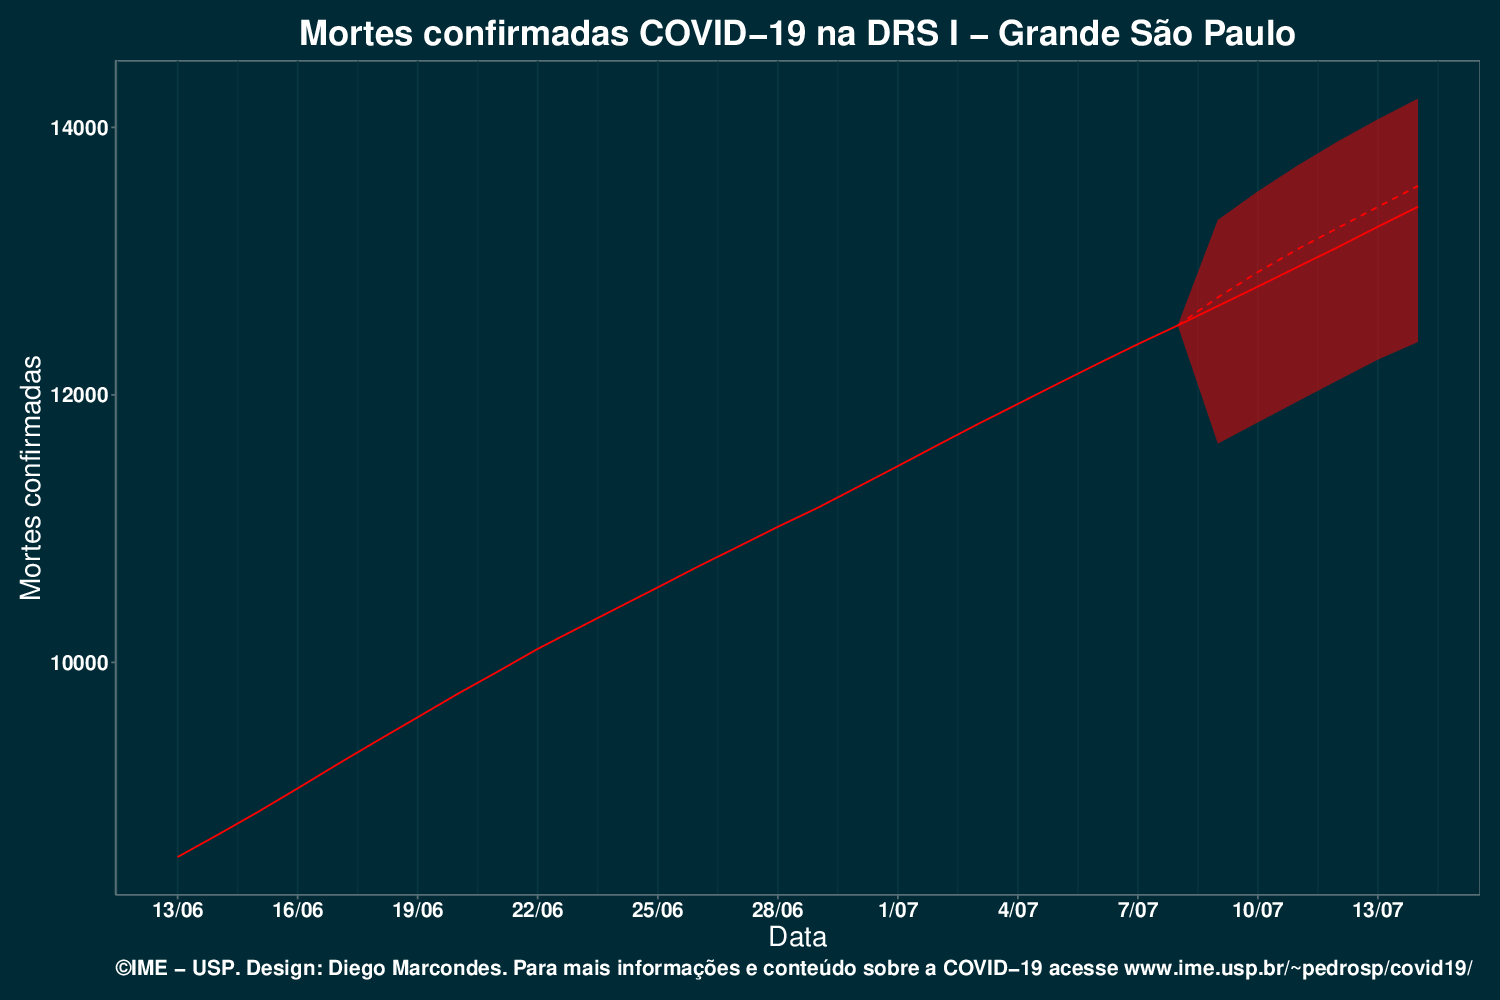 Mortes confirmadas COVID−19 na DRS I − Grande São Paulo
Mortes confirmadas
14000
12000
10000
13/06 16/06 19/06 22/06 25/06 28/06 1/07 4/07 7/07 10/07 13/07
Data
©IME − USP. Design: Diego Marcondes. Para mais informações e conteúdo sobre a COVID−19 acesse www.ime.usp.br/~pedrosp/covid19/